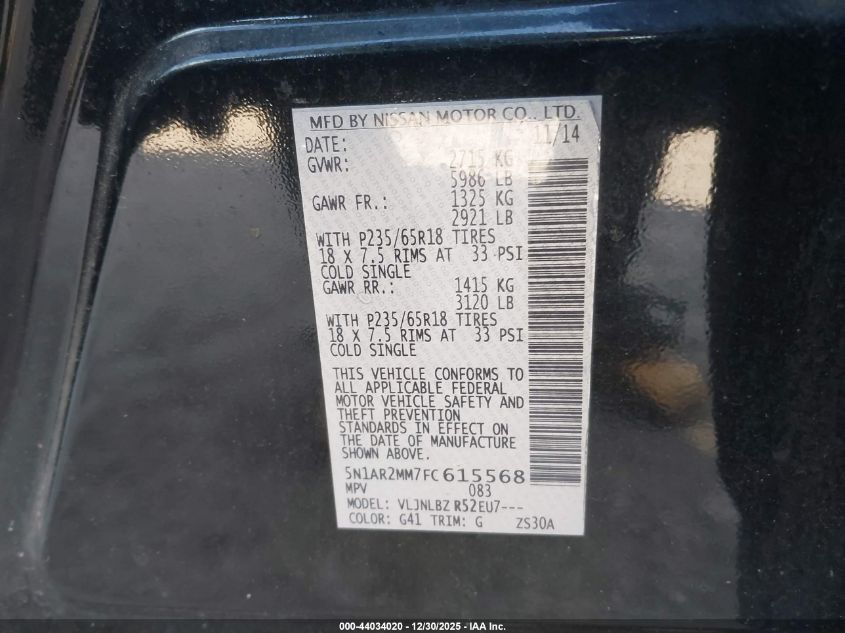 MFD BY NISSAN MOTOR CO., LTD.
DATE: 11/14
GVWR: 2715 KG
5986 LB
GAWR FR.: 1325 KG
2921 LB
WITH P235/65R18 TIRES
18 X 7.5 RIMS AT 33 PSI
COLD SINGLE
GAWR RR.: 1415 KG
3120 LB
WITH P235/65R18 TIRES
18 X 7.5 RIMS AT 33 PSI
COLD SINGLE
THIS VEHICLE CONFORMS TO
ALL APPLICABLE FEDERAL
MOTOR VEHICLE SAFETY AND
THEFT PREVENTION
STANDARDS IN EFFECT ON
THE DATE OF MANUFACTURE
SHOWN ABOVE.
5N1AR2MM7FC615568
MPV 083
MODEL: VLJNLBZ R52EU7---
COLOR: G41 TRIM: G ZS30A
000-44034020 - 12/30/2025 - IAA Inc.